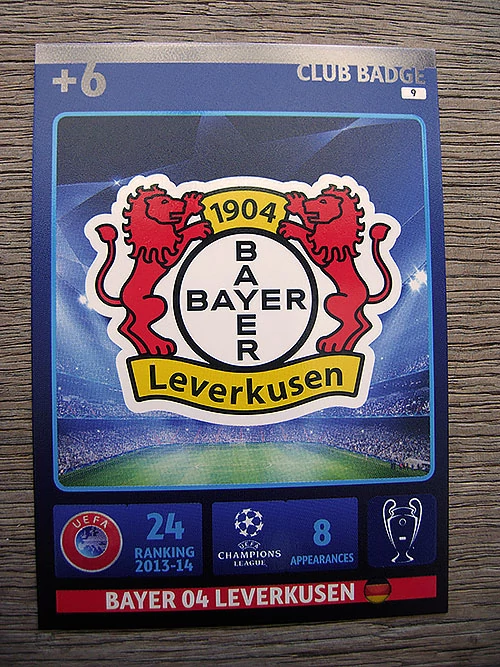 +6
CLUB BADGE
9
1904
BAYER
BAYER
Leverkusen
UEFA
24
RANKING
2013-14
UEFA
CHAMPIONS
LEAGUE
8
APPEARANCES
BAYER 04 LEVERKUSEN